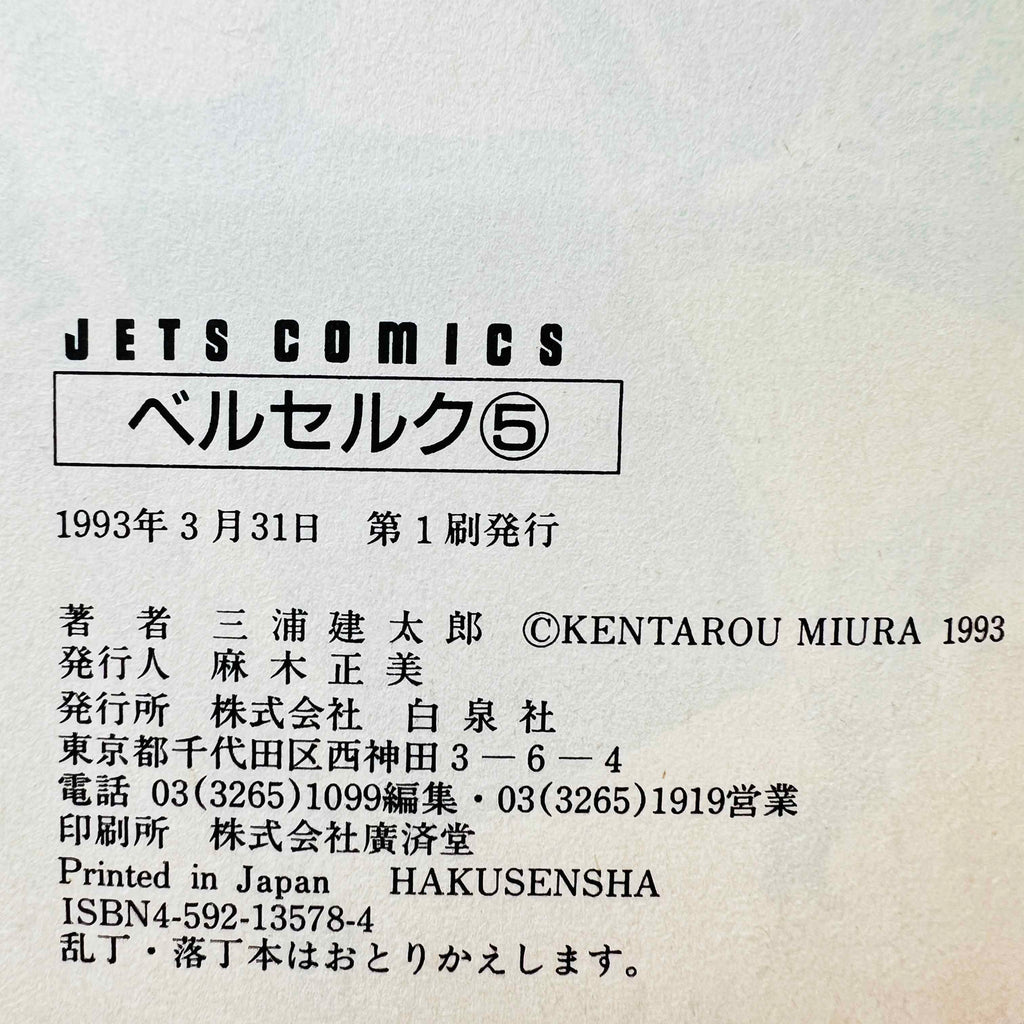 JETS COMICS
ベルセルク⑤
1993年3月31日　第1刷発行
著　者　三浦建太郎　©KENTAROU MIURA 1993
発行人　麻木正美
発行所　株式会社　白泉社
東京都千代田区西神田3－6－4
電話 03(3265)1099編集・03(3265)1919営業
印刷所　株式会社廣済堂
Printed in Japan　HAKUSENSHA
ISBN4-592-13578-4
乱丁・落丁本はおとりかえします。